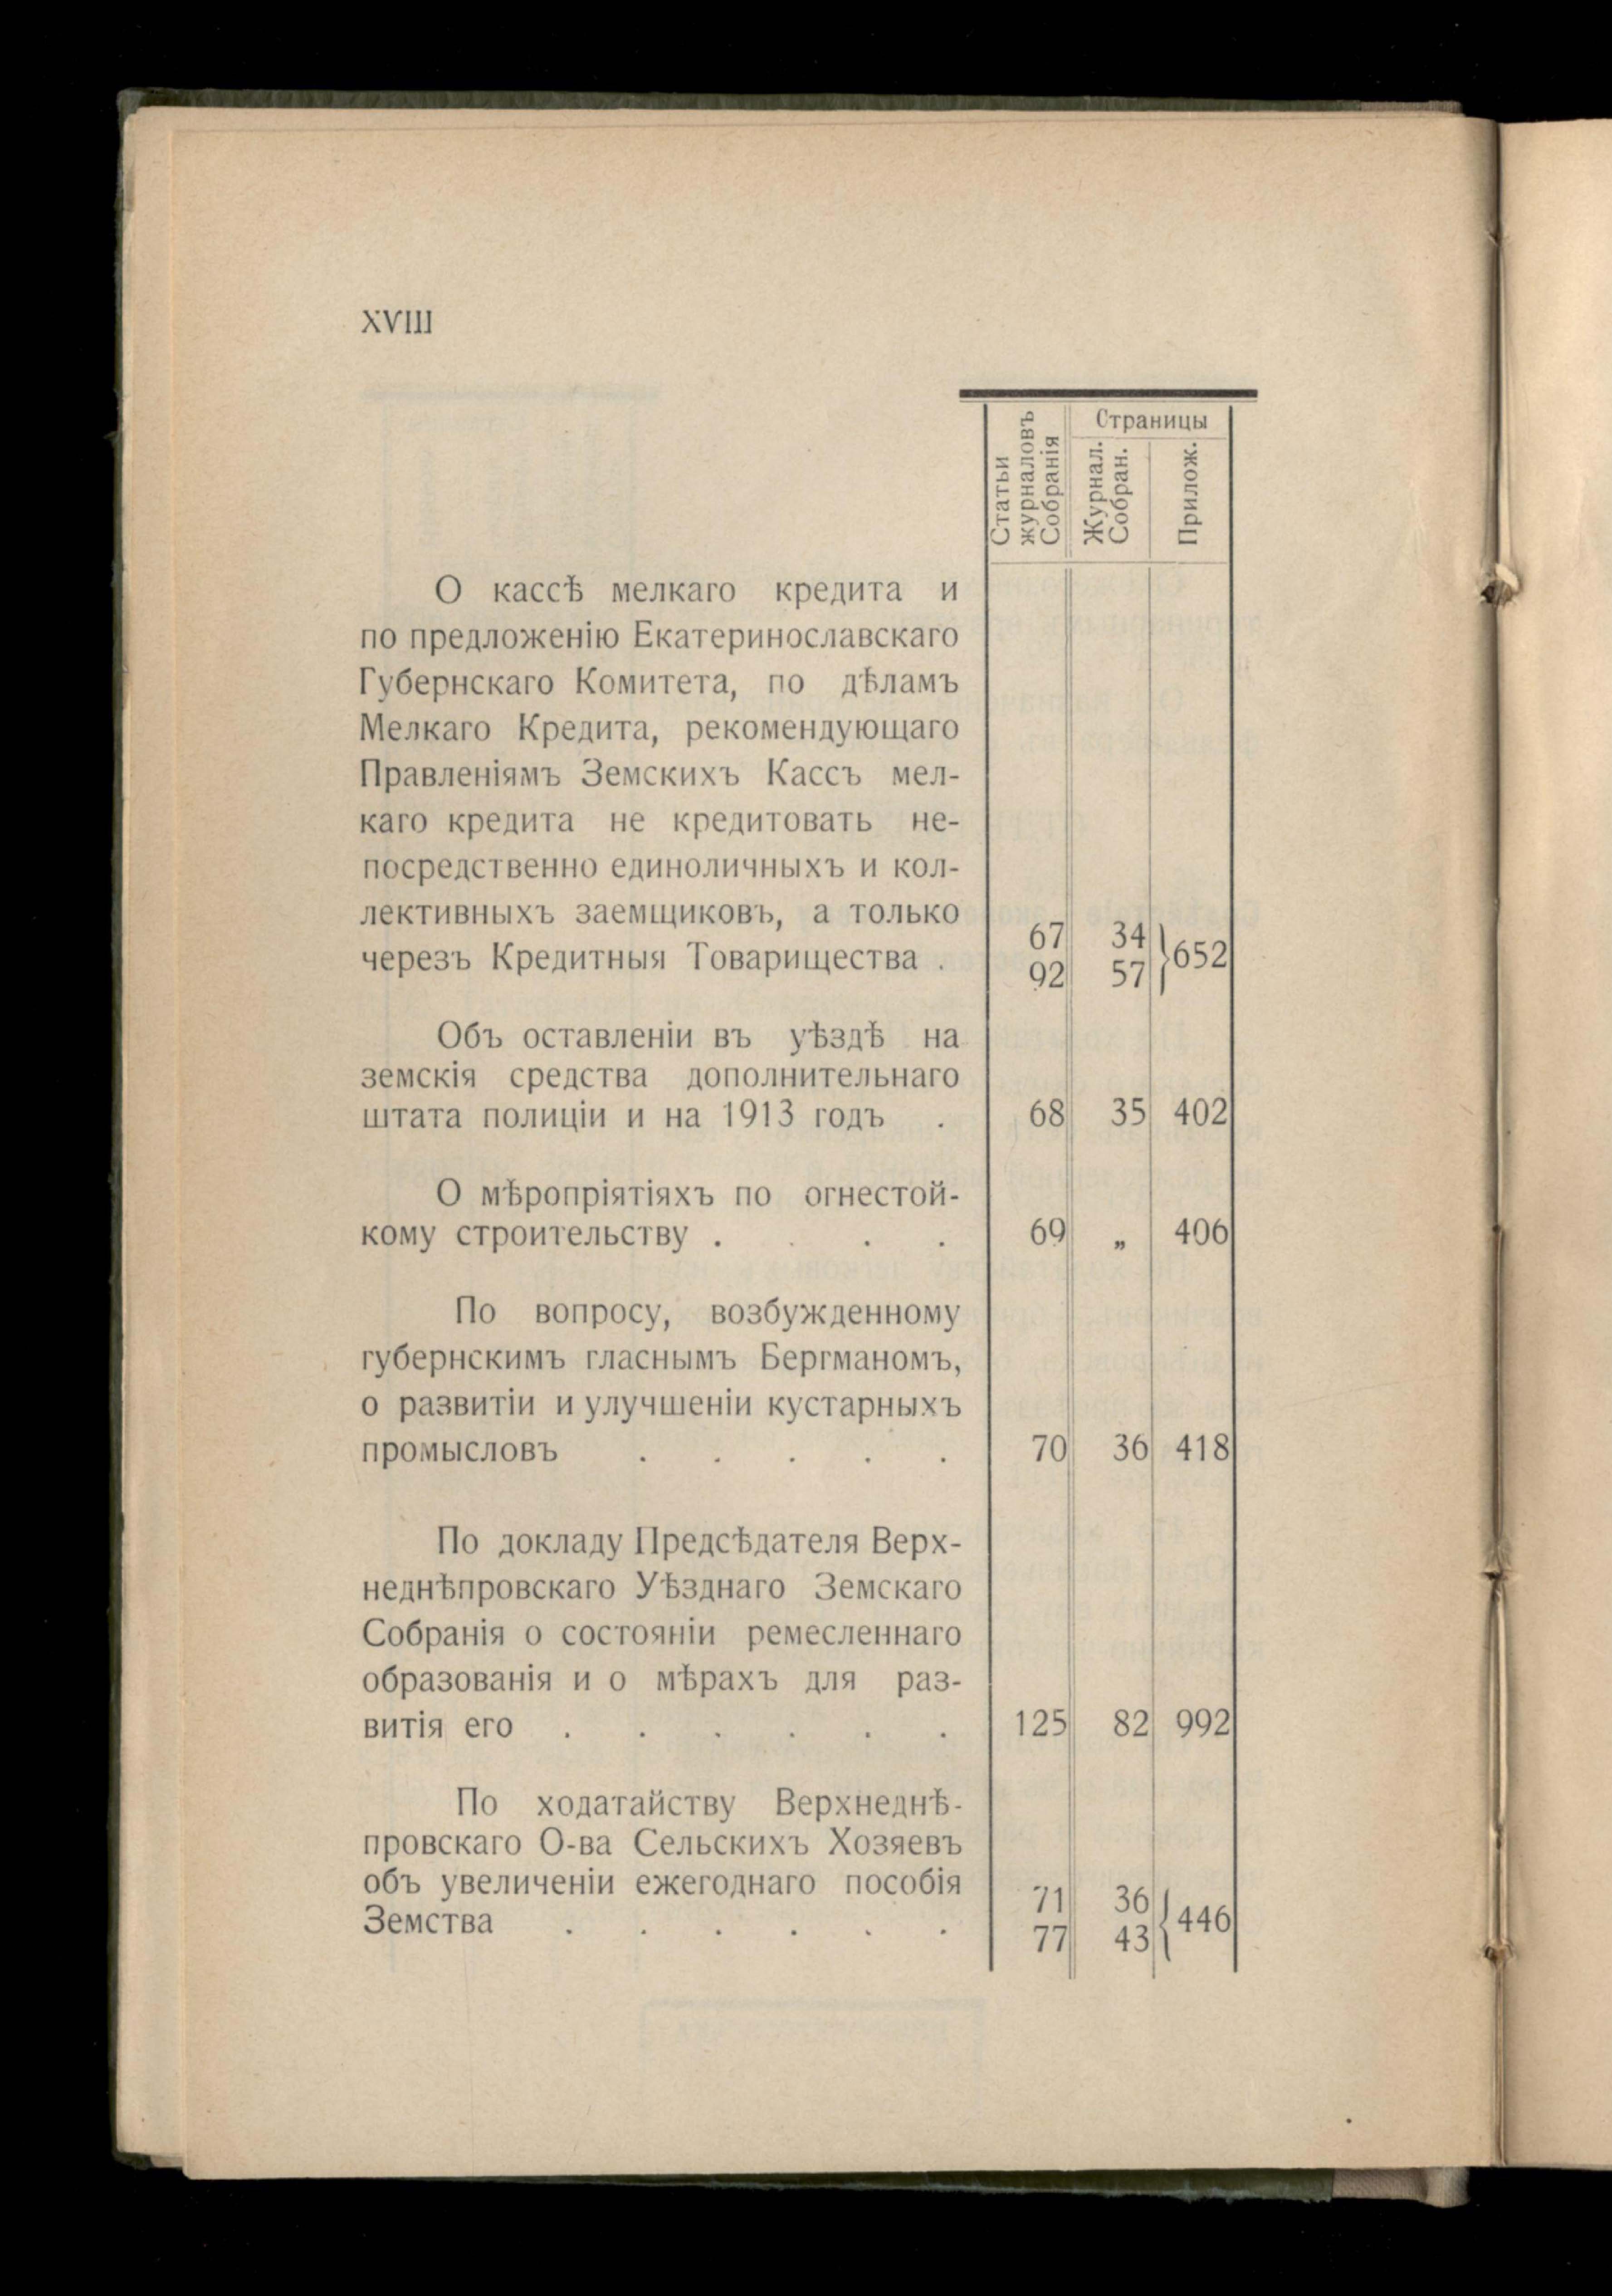 XVIII
Статьи
журналовъ
Собранія
Страницы
Журнал.
Собран.
Прилож.
О кассѣ мелкаго кредита и
по предложенію Екатеринославскаго
Губернскаго Комитета, по дѣламъ
Мелкаго Кредита, рекомендующаго
Правленіямъ Земскихъ Кассъ мел-
каго кредита не кредитовать не-
посредственно единоличныхъ и кол-
лективныхъ заемщиковъ, а только
черезъ Кредитныя Товарищества .
67 34
92 57 } 652
Объ оставленіи въ уѣздѣ на
земскія средства дополнительнаго
штата полиціи и на 1913 годъ . 68 35 402
О мѣропріятіяхъ по огнестой-
кому строительству . . . . 69 „ 406
По вопросу, возбужденному
губернскимъ гласнымъ Бергманомъ,
о развитіи и улучшеніи кустарныхъ
промысловъ . . . . . 70 36 418
По докладу Предсѣдателя Верх-
неднѣпровскаго Уѣзднаго Земскаго
Собранія о состояніи ремесленнаго
образованія и о мѣрахъ для раз-
витія его . . . . . . 125 82 992
По ходатайству Верхнеднѣ-
провскаго О-ва Сельскихъ Хозяевъ
объ увеличеніи ежегоднаго пособія
Земства . . . . . .
71 36
77 43 { 446